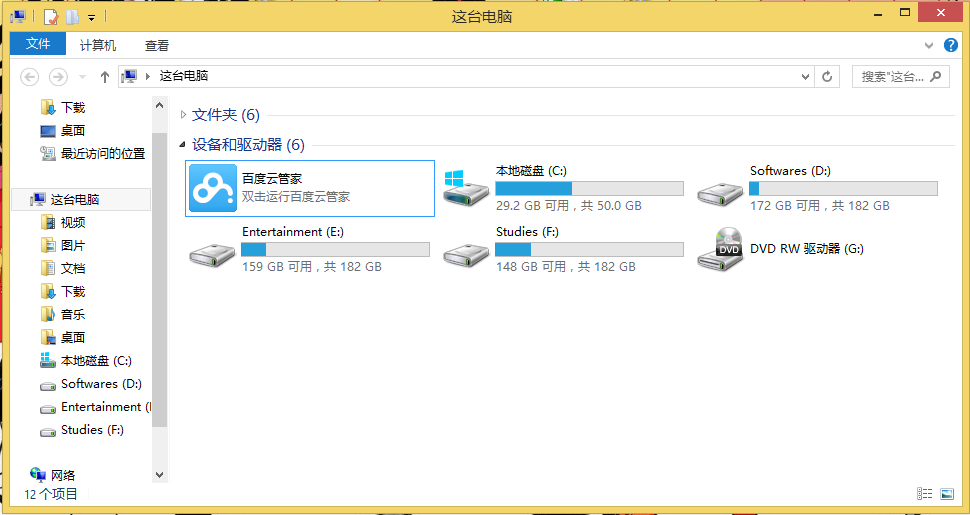 这台电脑
文件
计算机
查看
这台电脑
搜索"这台...
下载
桌面
最近访问的位置
这台电脑
视频
图片
文档
下载
音乐
桌面
本地磁盘 (C:)
Softwares (D:)
Entertainment (
Studies (F:)
网络
文件夹 (6)
设备和驱动器 (6)
百度云管家
双击运行百度云管家
本地磁盘 (C:)
29.2 GB 可用，共 50.0 GB
Softwares (D:)
172 GB 可用，共 182 GB
Entertainment (E:)
159 GB 可用，共 182 GB
Studies (F:)
148 GB 可用，共 182 GB
DVD
DVD RW 驱动器 (G:)
12 个项目